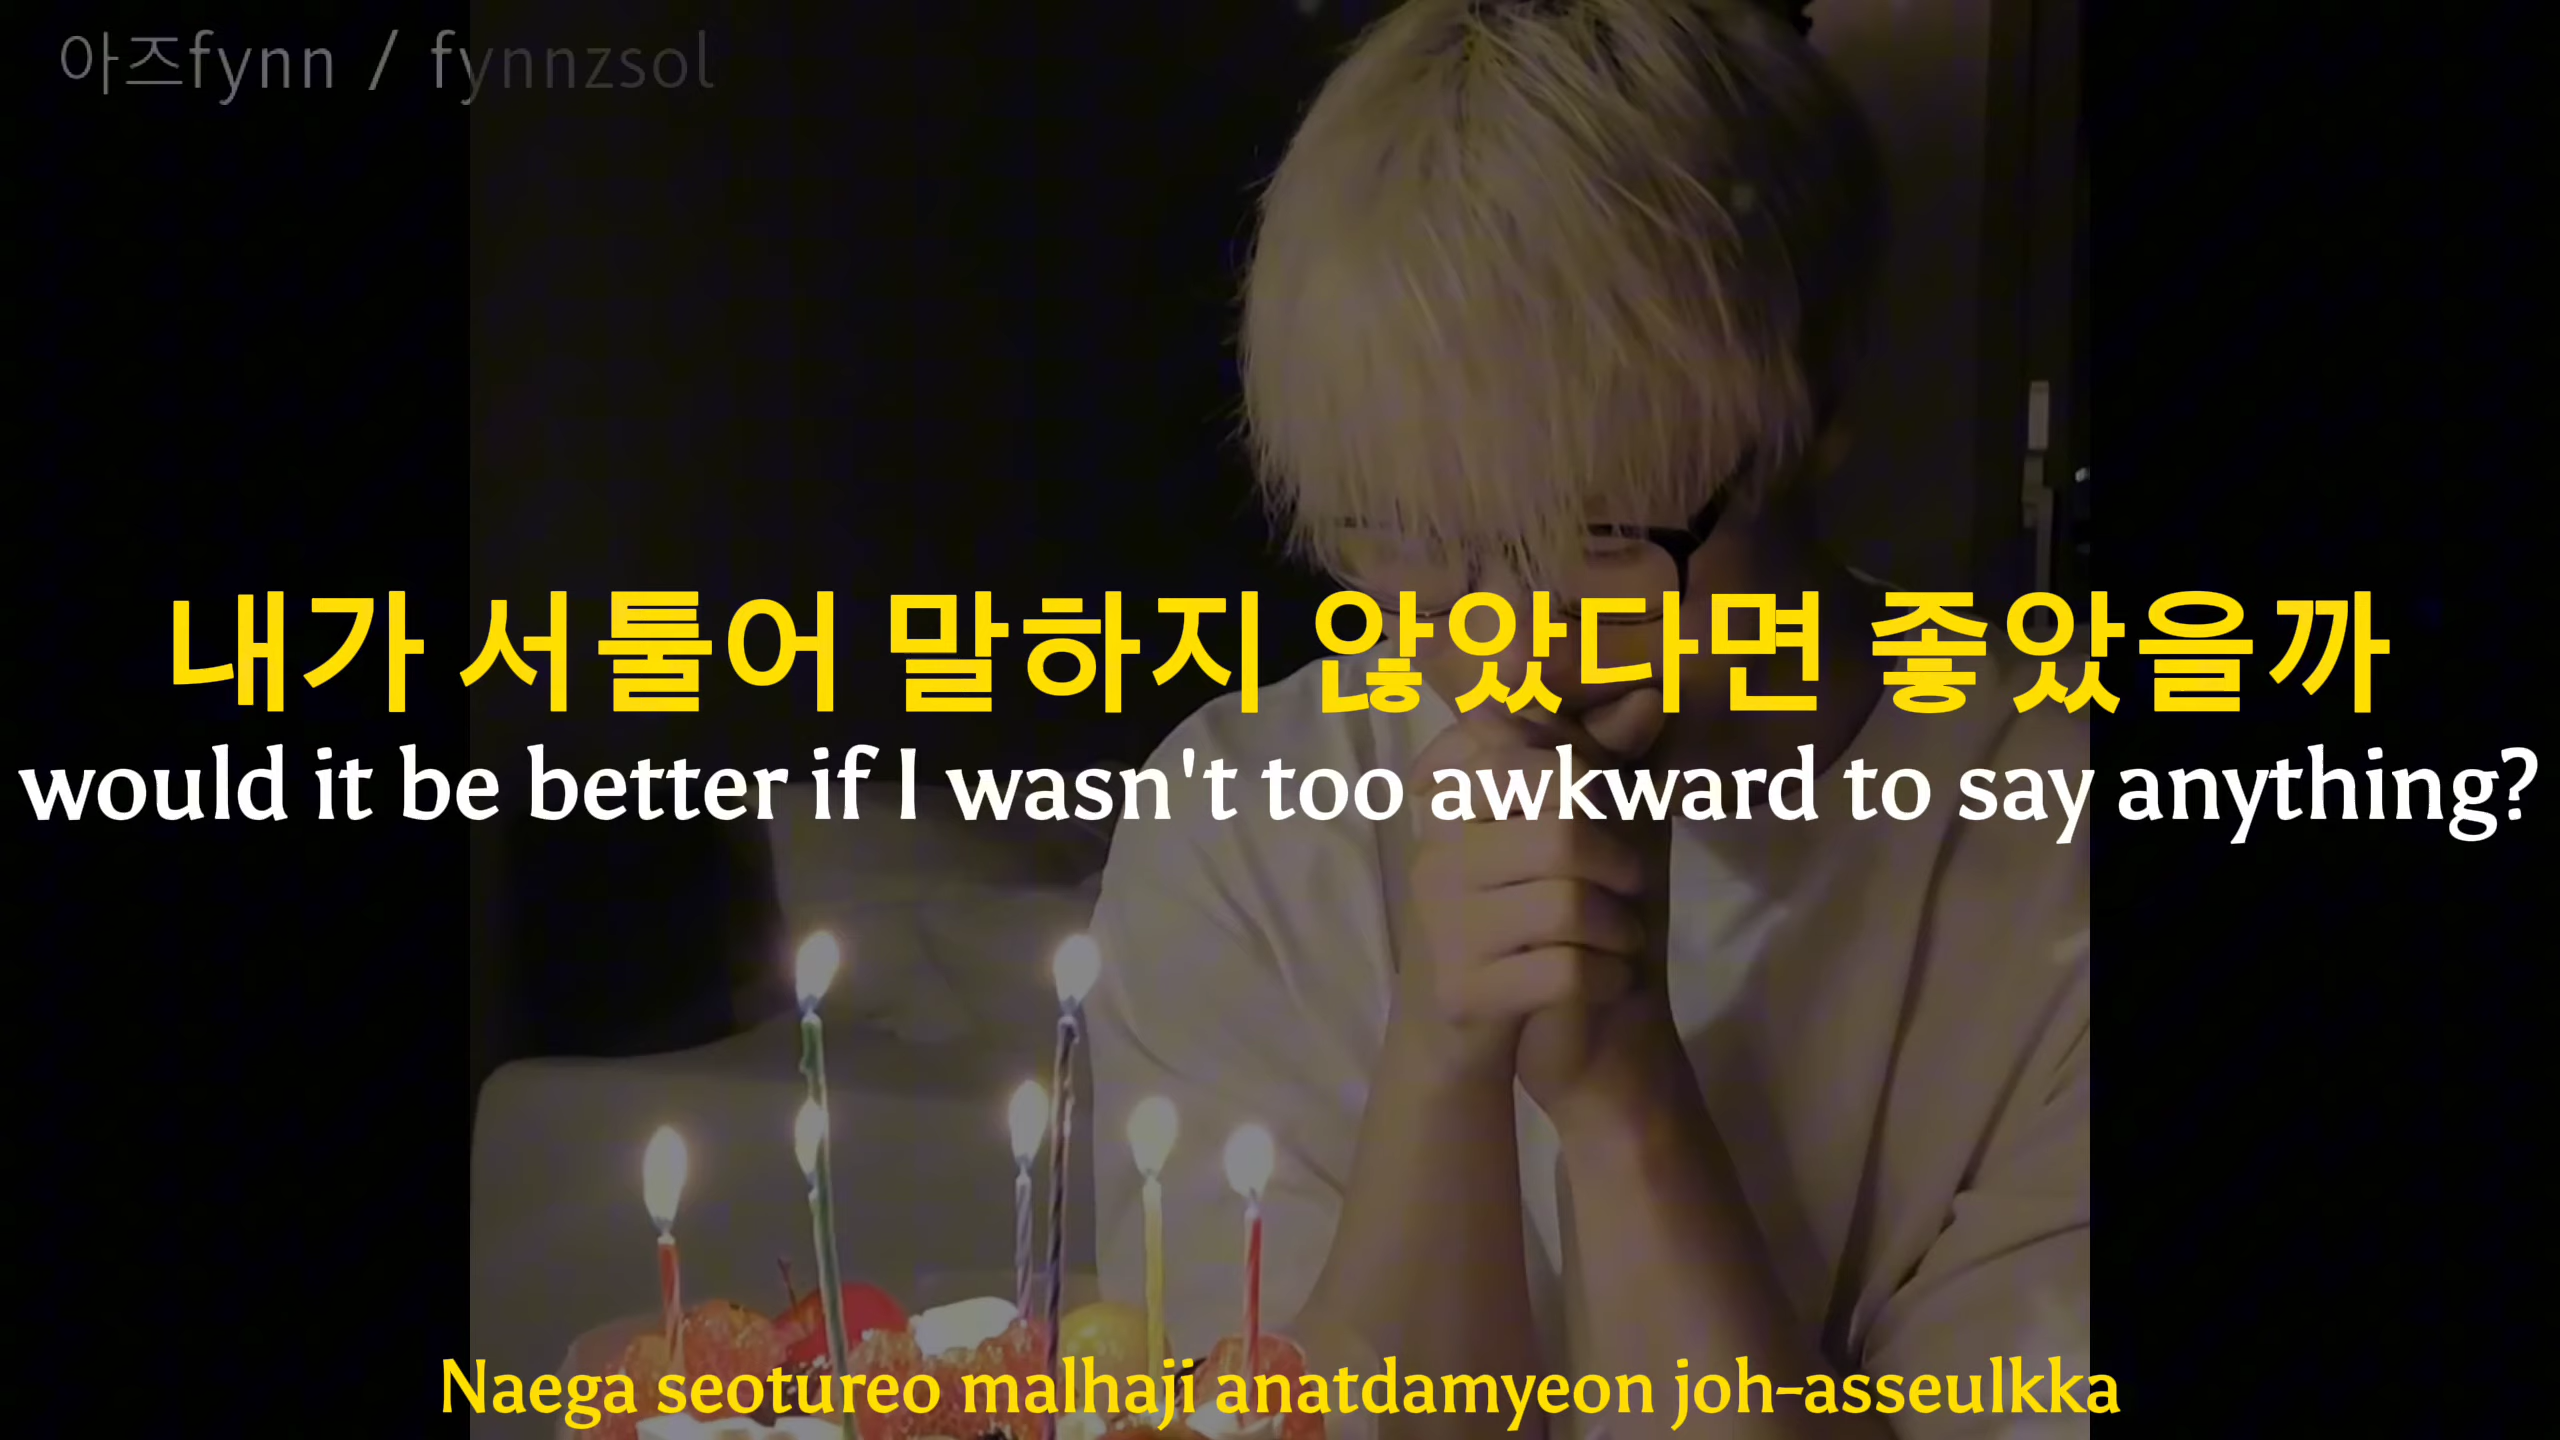 아즈fynn / fynnzsol
내가 서툴어 말하지 않았다면 좋았을까
would it be better if I wasn't too awkward to say anything?
Naega seotureo malhaji anatdamyeon joh-asseulkka